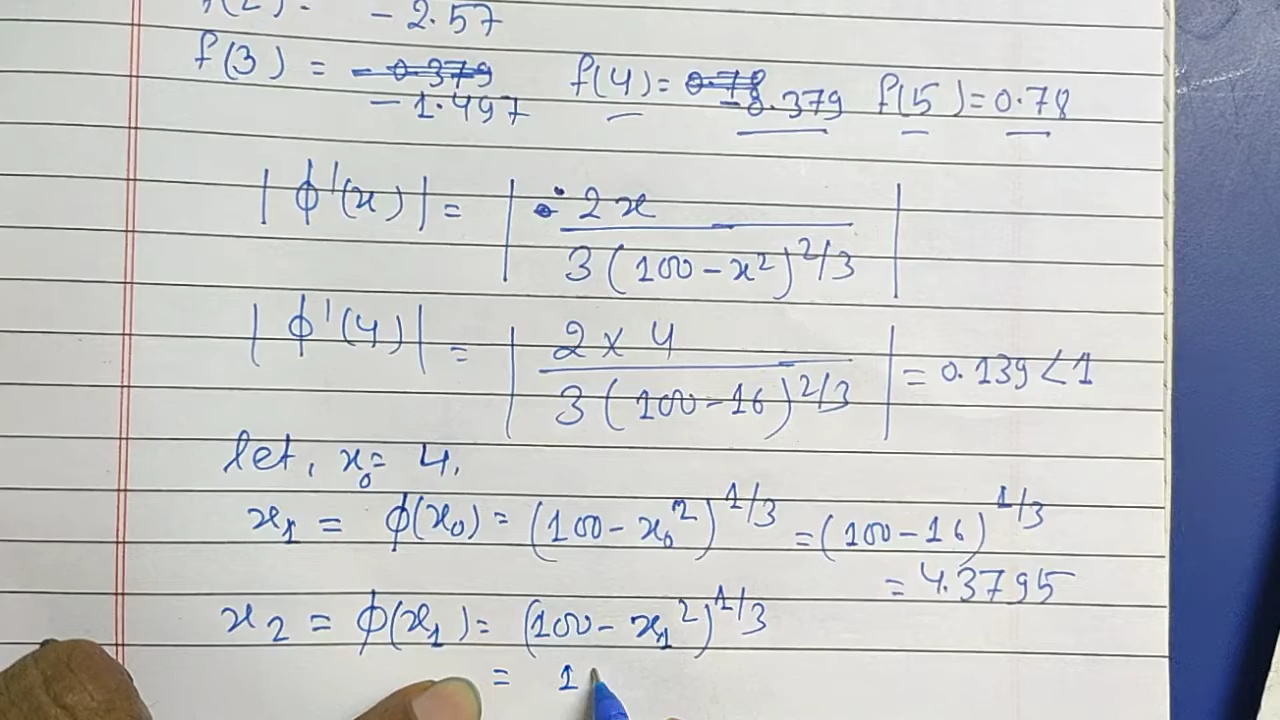 f(2). - 2.57
f(3) = - 0.379 f(4)= 0.78 -0.379 f(5)=0.78
- 1.497
|ϕ'(x)| = | 2x / 3(100-x²)^2/3 |
|ϕ'(4)| = | 2×4 / 3(100-16)^2/3 | = 0.139<1
let, x₀= 4.
x₁ = ϕ(x₀) = (100-x₀²)^1/3 =(100-16)^1/3
= 4.3795
x₂ = ϕ(x₁)= (100-x₁²)^1/3
= 1